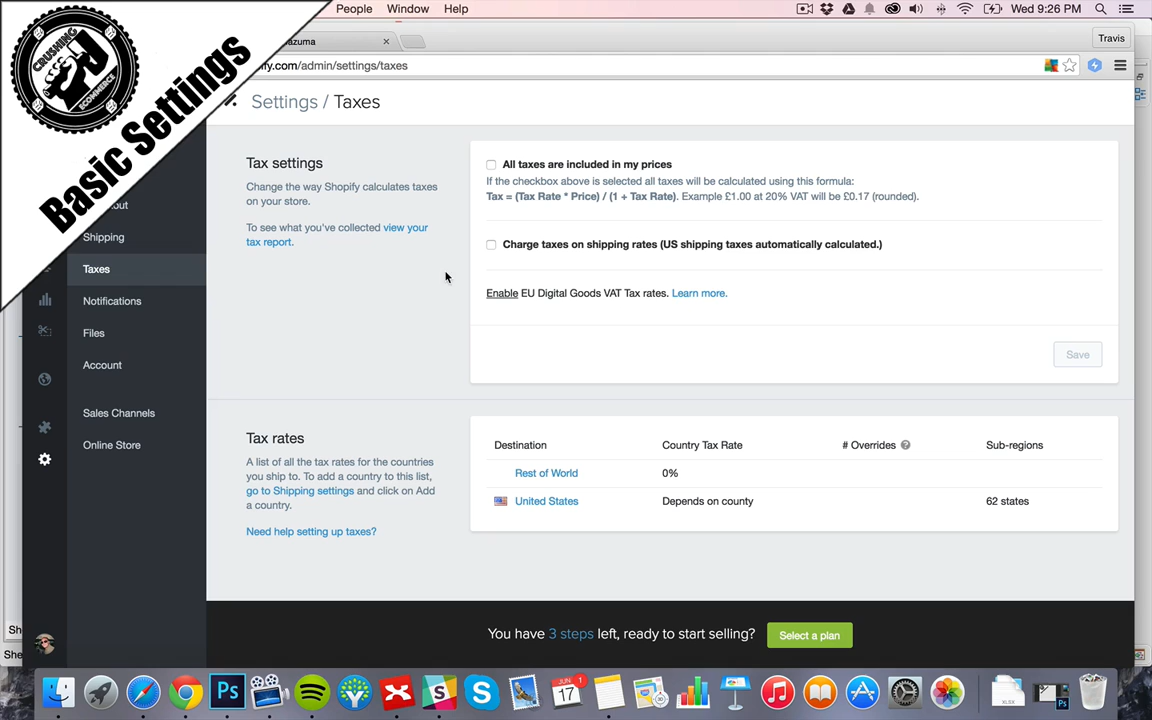 People Window Help
Wed 9:26 PM
CRUSHING
ECOMMERCE
Basic Settings
azuma
Travis
fy.com/admin/settings/taxes
Settings / Taxes
Tax settings
Change the way Shopify calculates taxes
on your store.
To see what you've collected view your
tax report.
All taxes are included in my prices
If the checkbox above is selected all taxes will be calculated using this formula:
Tax = (Tax Rate * Price) / (1 + Tax Rate). Example £1.00 at 20% VAT will be £0.17 (rounded).
Charge taxes on shipping rates (US shipping taxes automatically calculated.)
Enable EU Digital Goods VAT Tax rates. Learn more.
Save
out
Shipping
Taxes
Notifications
Files
Account
Sales Channels
Online Store
Tax rates
A list of all the tax rates for the countries
you ship to. To add a country to this list,
go to Shipping settings and click on Add
a country.
Need help setting up taxes?
Destination Country Tax Rate # Overrides Sub-regions
Rest of World 0%
United States Depends on county 62 states
You have 3 steps left, ready to start selling? Select a plan
She
Shee
Ps
JUN
17
1
XLSX
Ps